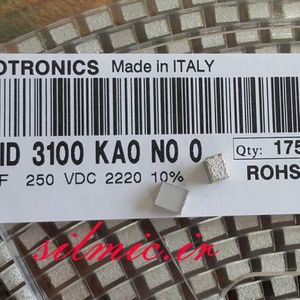 OTRONICS Made in ITALY
ID 3100 KA0 N0 0
Qty: 175
F 250 VDC 2220 10%
ROHS
silmic.ir